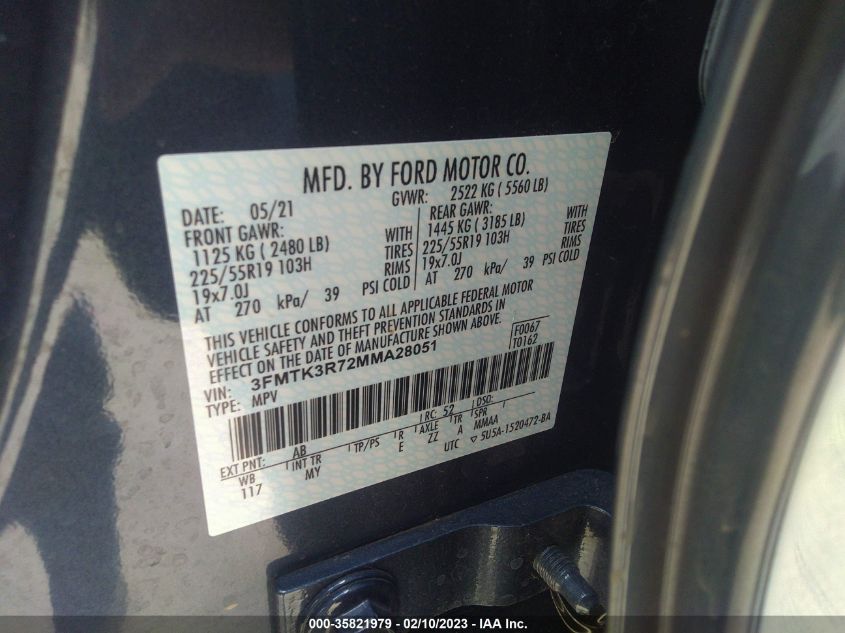 MFD. BY FORD MOTOR CO.
DATE: 05/21 GVWR: 2522 KG ( 5560 LB)
FRONT GAWR: REAR GAWR:
1125 KG ( 2480 LB) WITH 1445 KG ( 3185 LB) WITH
225/55R19 103H TIRES 225/55R19 103H TIRES
19x7.0J RIMS 19x7.0J RIMS
AT 270 kPa/ 39 PSI COLD AT 270 kPa/ 39 PSI COLD
THIS VEHICLE CONFORMS TO ALL APPLICABLE FEDERAL MOTOR
VEHICLE SAFETY AND THEFT PREVENTION STANDARDS IN
EFFECT ON THE DATE OF MANUFACTURE SHOWN ABOVE.
F0067
T0162
VIN: 3FMTK3R72MMA28051
TYPE: MPV
EXT PNT: AB RC: 52 DSO:
WB INT TR TP/PS R AXLE TR SPR
117 MY E ZZ A MMAA
UTC ▽ 5U5A-1520472-BA
000-35821979 - 02/10/2023 - IAA Inc.